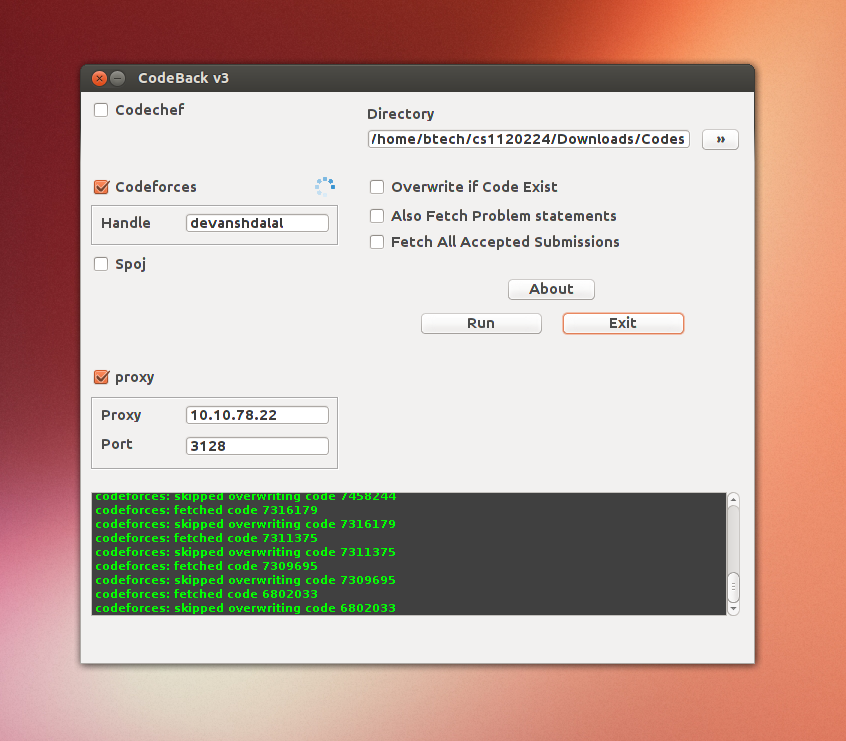 CodeBack v3
Codechef
Directory
/home/btech/cs1120224/Downloads/Codes
»
Codeforces
Overwrite if Code Exist
Handle
devanshdalal
Also Fetch Problem statements
Fetch All Accepted Submissions
Spoj
About
Run
Exit
proxy
Proxy
10.10.78.22
Port
3128
codeforces: skipped overwriting code 7458244
codeforces: fetched code 7316179
codeforces: skipped overwriting code 7316179
codeforces: fetched code 7311375
codeforces: skipped overwriting code 7311375
codeforces: fetched code 7309695
codeforces: skipped overwriting code 7309695
codeforces: fetched code 6802033
codeforces: skipped overwriting code 6802033